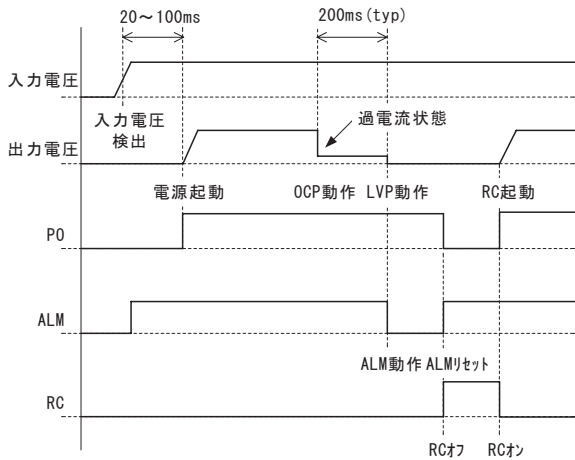 20～100ms
200ms(typ)
入力電圧
入力電圧
検出
過電流状態
出力電圧
電源起動
OCP動作
LVP動作
RC起動
PO
ALM
ALM動作
ALMﾘｾｯﾄ
RC
RCｵﾌ
RCｵﾝ